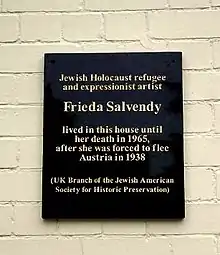 Jewish Holocaust refugee
and expressionist artist
Frieda Salvendy
lived in this house until
her death in 1965,
after she was forced to flee
Austria in 1938
(UK Branch of the Jewish American
Society for Historic Preservation)